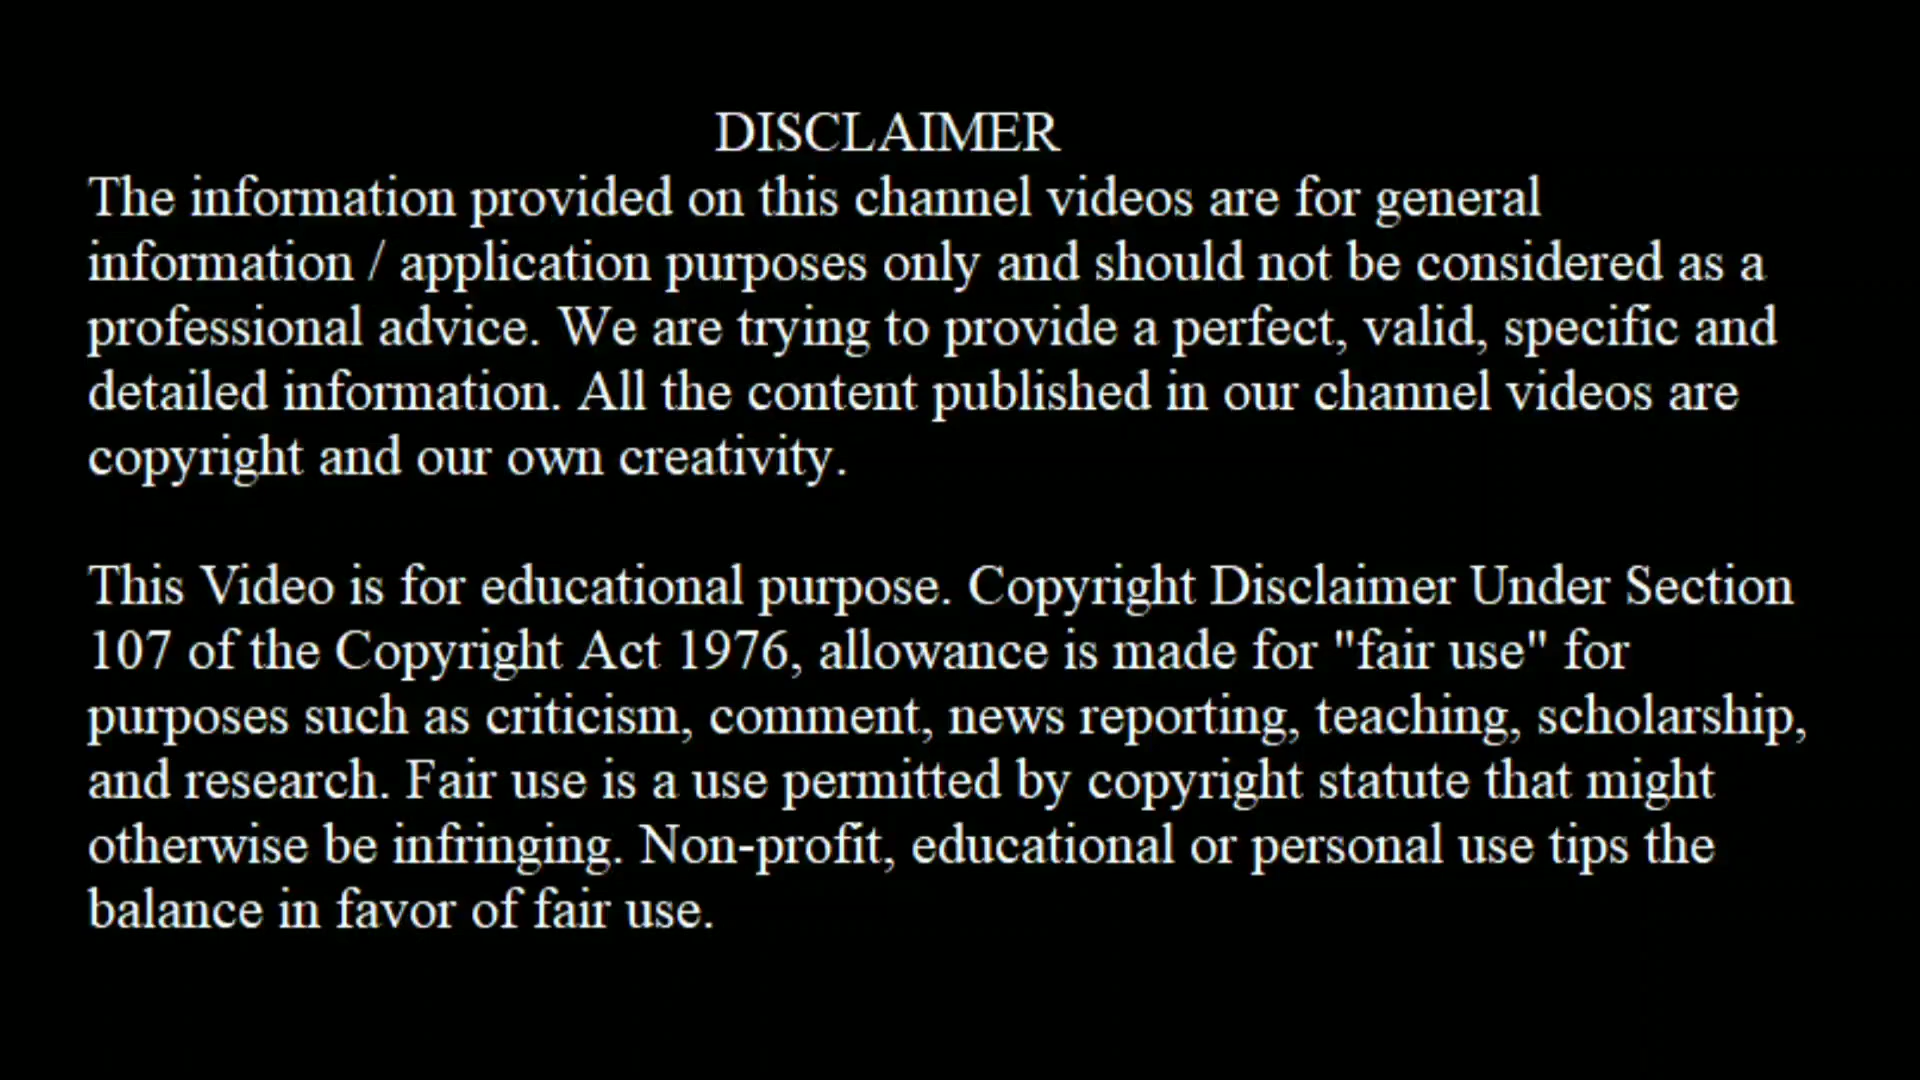 DISCLAIMER
The information provided on this channel videos are for general
information / application purposes only and should not be considered as a
professional advice. We are trying to provide a perfect, valid, specific and
detailed information. All the content published in our channel videos are
copyright and our own creativity.
This Video is for educational purpose. Copyright Disclaimer Under Section
107 of the Copyright Act 1976, allowance is made for "fair use" for
purposes such as criticism, comment, news reporting, teaching, scholarship,
and research. Fair use is a use permitted by copyright statute that might
otherwise be infringing. Non-profit, educational or personal use tips the
balance in favor of fair use.